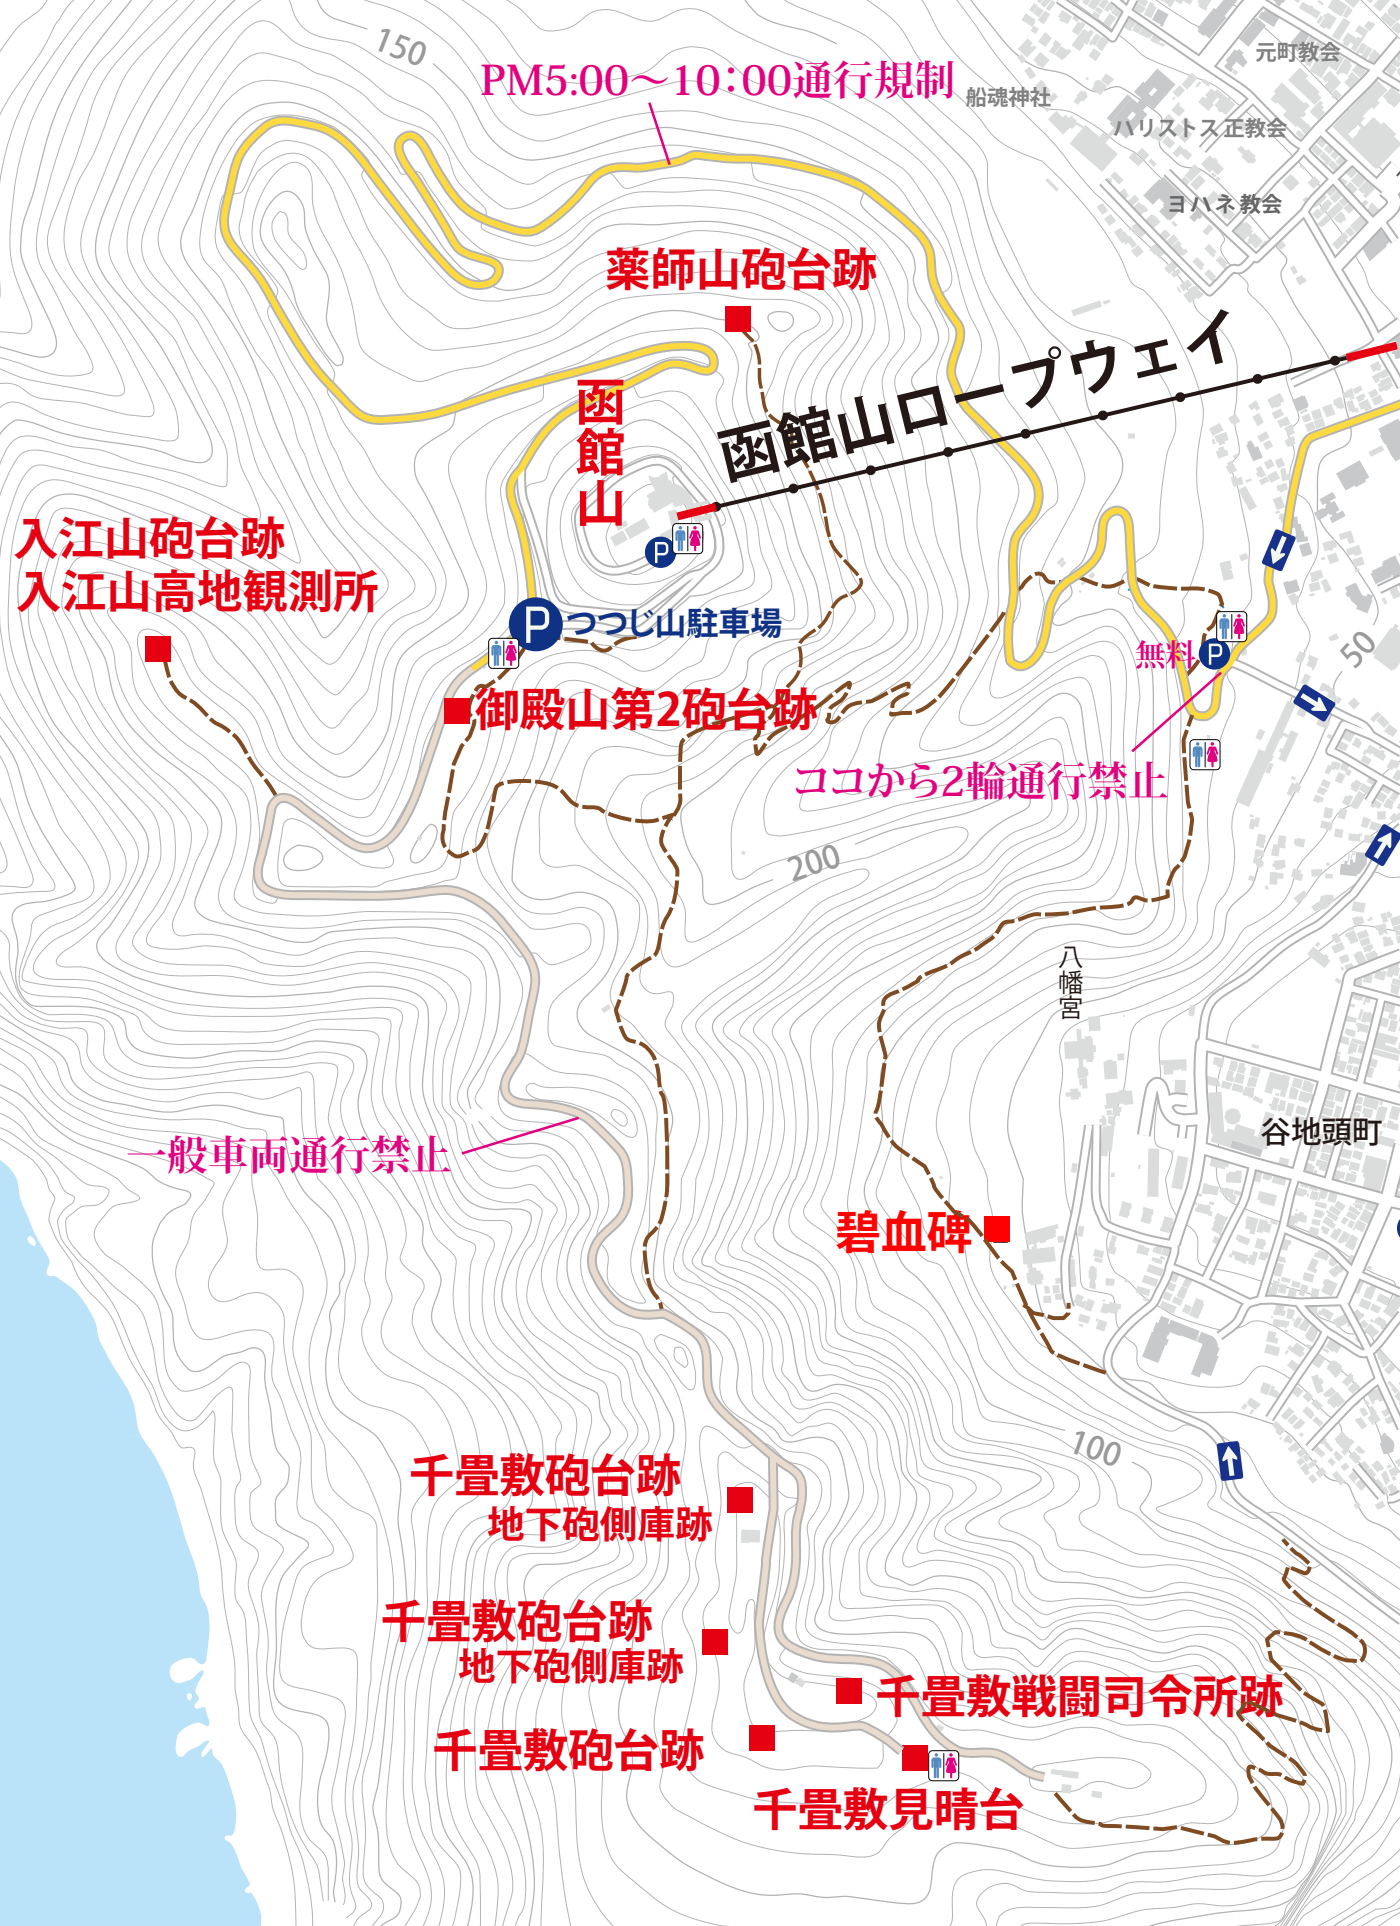 150
PM5:00〜10:00通行規制
元町教会
船魂神社
ハリストス正教会
ヨハネ教会
薬師山砲台跡
函館山ロープウェイ
函館山
入江山砲台跡
入江山高地観測所
P
P
つつじ山駐車場
無料
P
50
御殿山第2砲台跡
ココから2輪通行禁止
200
八幡宮
谷地頭町
一般車両通行禁止
碧血碑
100
千畳敷砲台跡
地下砲側庫跡
千畳敷砲台跡
地下砲側庫跡
千畳敷戦闘司令所跡
千畳敷砲台跡
千畳敷見晴台